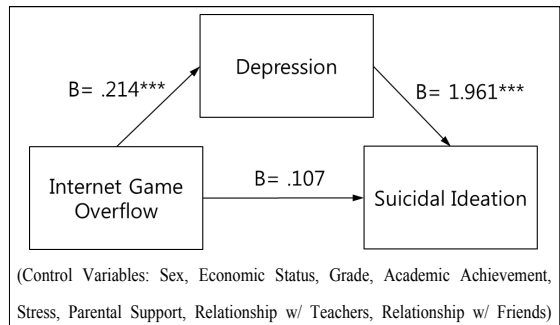 Depression
B= .214***
B= 1.961***
Internet Game
Overflow
B= .107
Suicidal Ideation
(Control Variables: Sex, Economic Status, Grade, Academic Achievement,
Stress, Parental Support, Relationship w/ Teachers, Relationship w/ Friends)